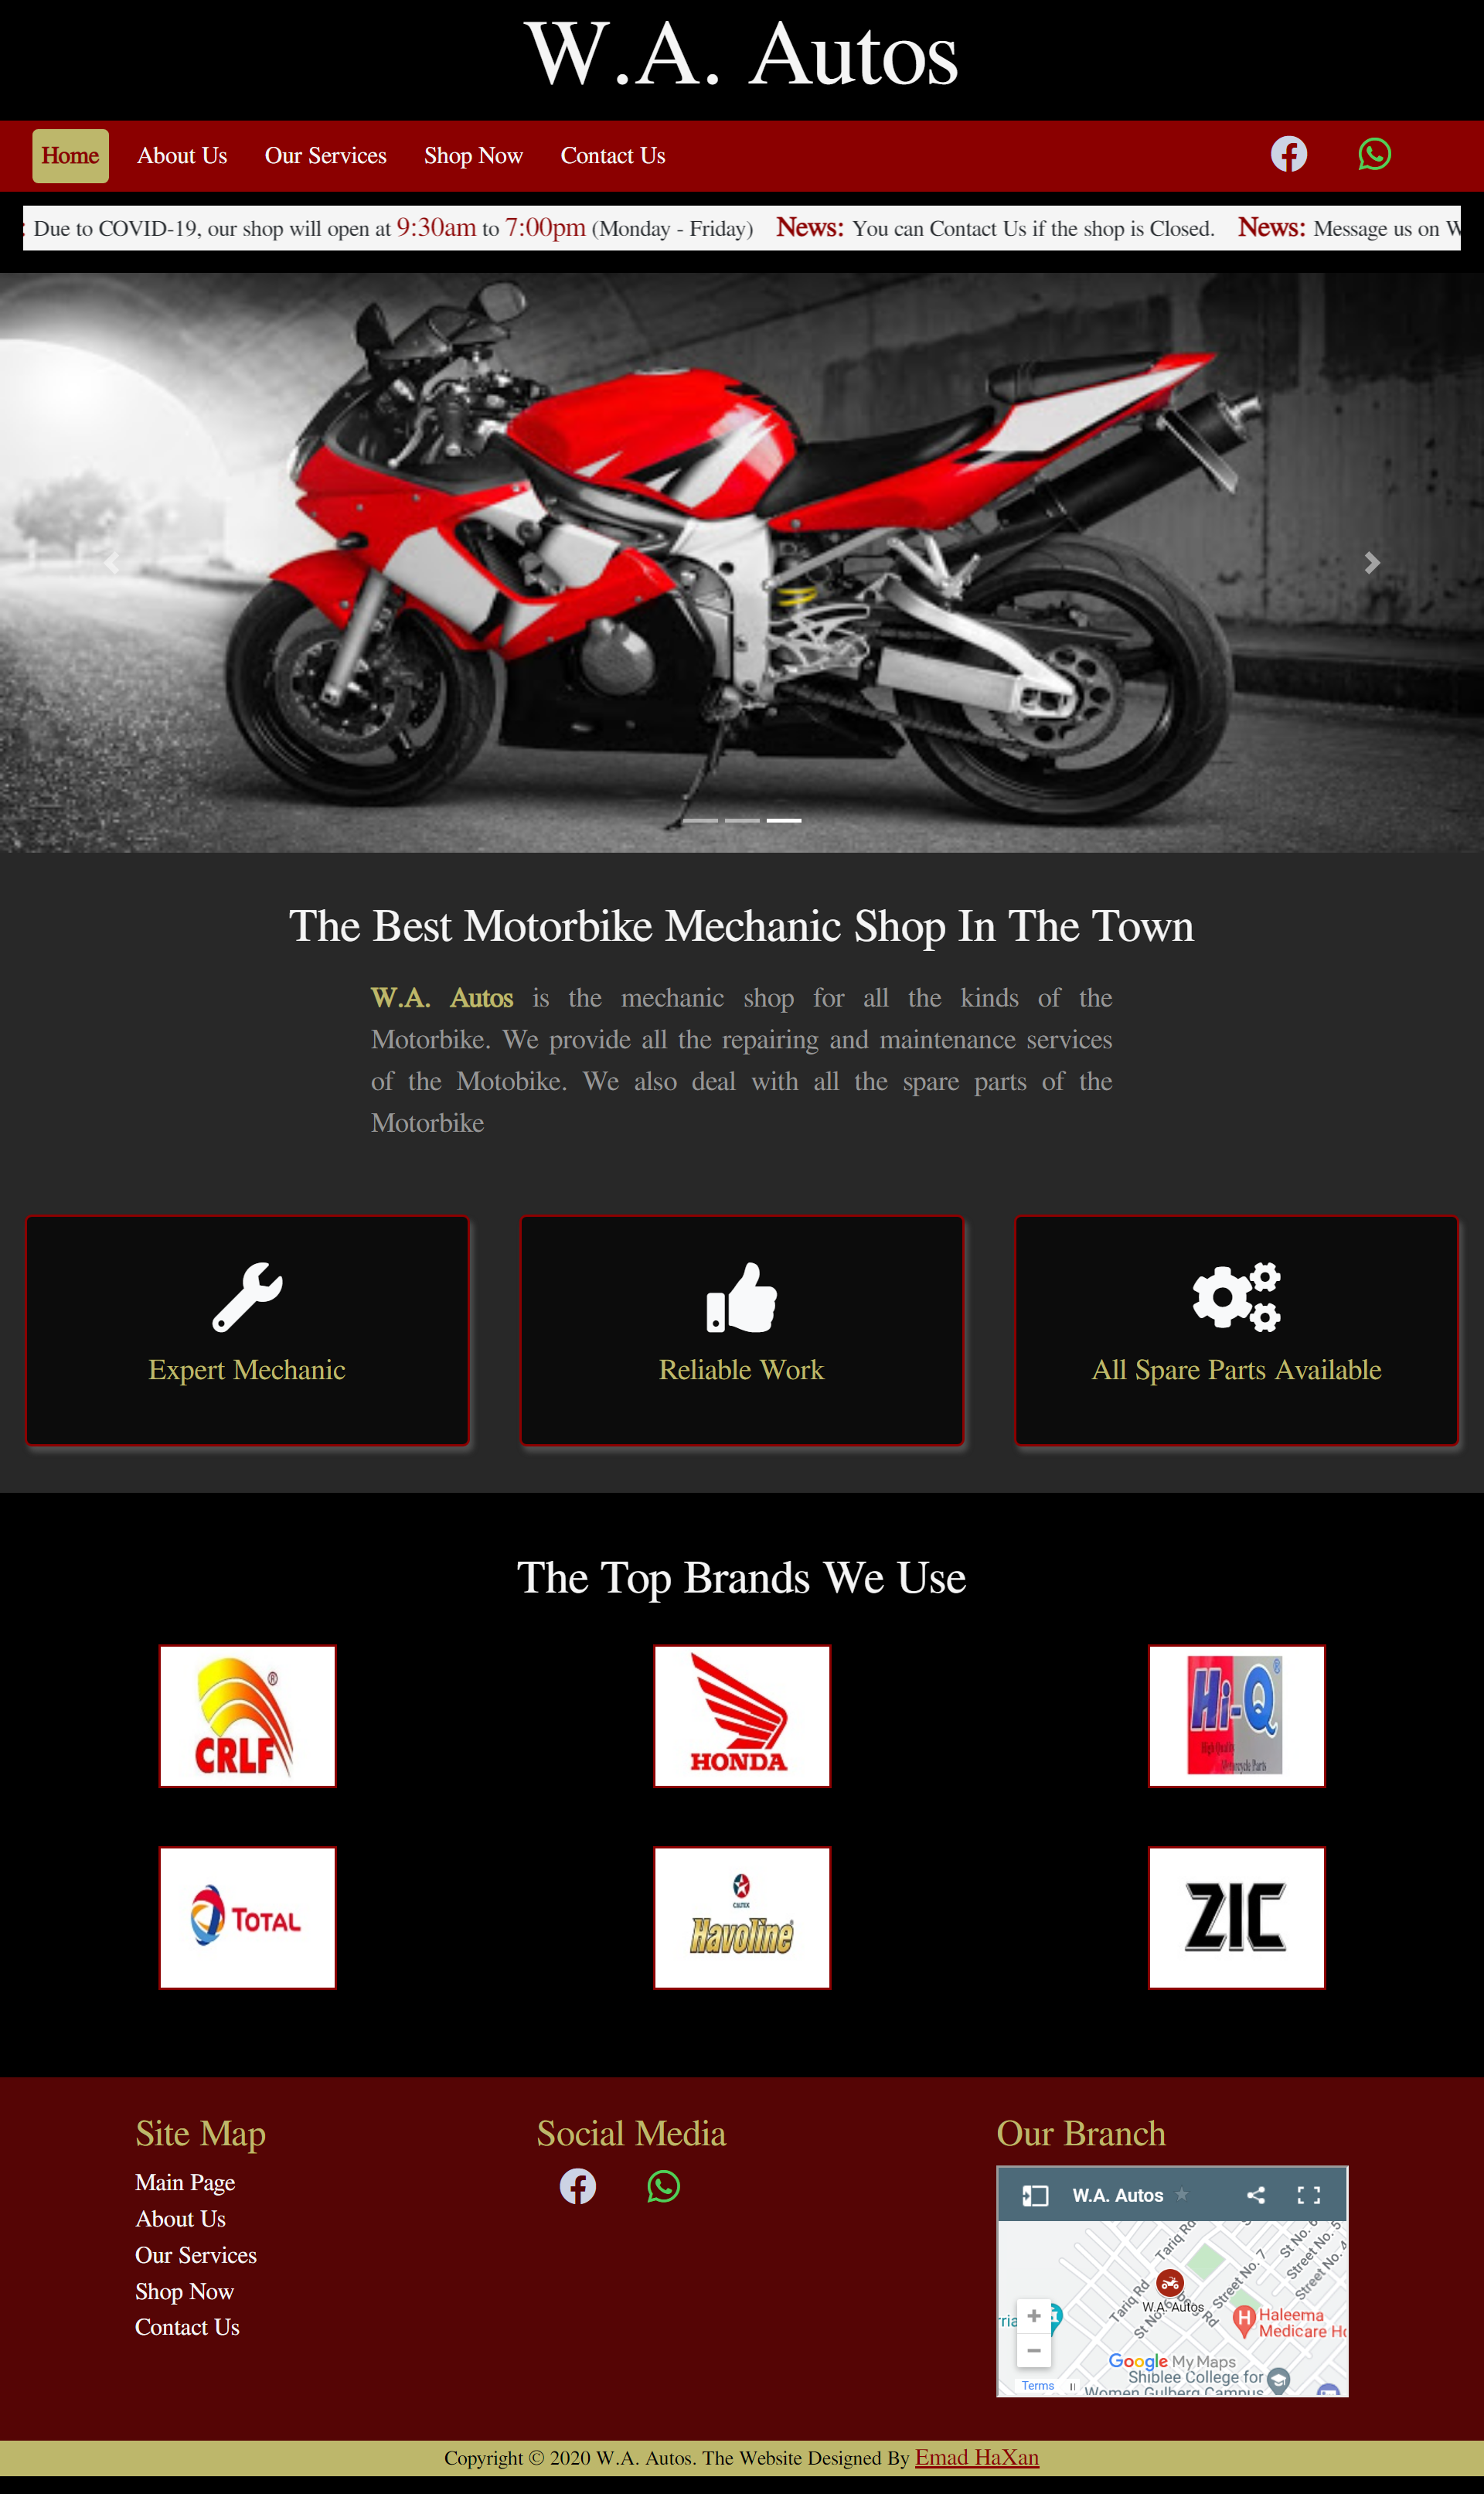 W.A. Autos
Home About Us Our Services Shop Now Contact Us
: Due to COVID-19, our shop will open at 9:30am to 7:00pm (Monday - Friday) News: You can Contact Us if the shop is Closed. News: Message us on W
The Best Motorbike Mechanic Shop In The Town
W.A. Autos is the mechanic shop for all the kinds of the
Motorbike. We provide all the repairing and maintenance services
of the Motobike. We also deal with all the spare parts of the
Motorbike
Expert Mechanic
Reliable Work
All Spare Parts Available
The Top Brands We Use
CRLF ®
HONDA
Hi-Q ®
High Quality
Motorcycle Parts
TOTAL
CALTEX
Havoline
ZIC
Site Map
Main Page
About Us
Our Services
Shop Now
Contact Us
Social Media
Our Branch
W.A. Autos
Tariq Rd
St No. 6
Street No. 5
Street No. 4
Street No. 7
Tariq Rd
W.A. Autos
Haleema
Medicare Ho
Google My Maps
Shiblee College for
Women Gulberg Campus
Terms
Copyright © 2020 W.A. Autos. The Website Designed By Emad HaXan